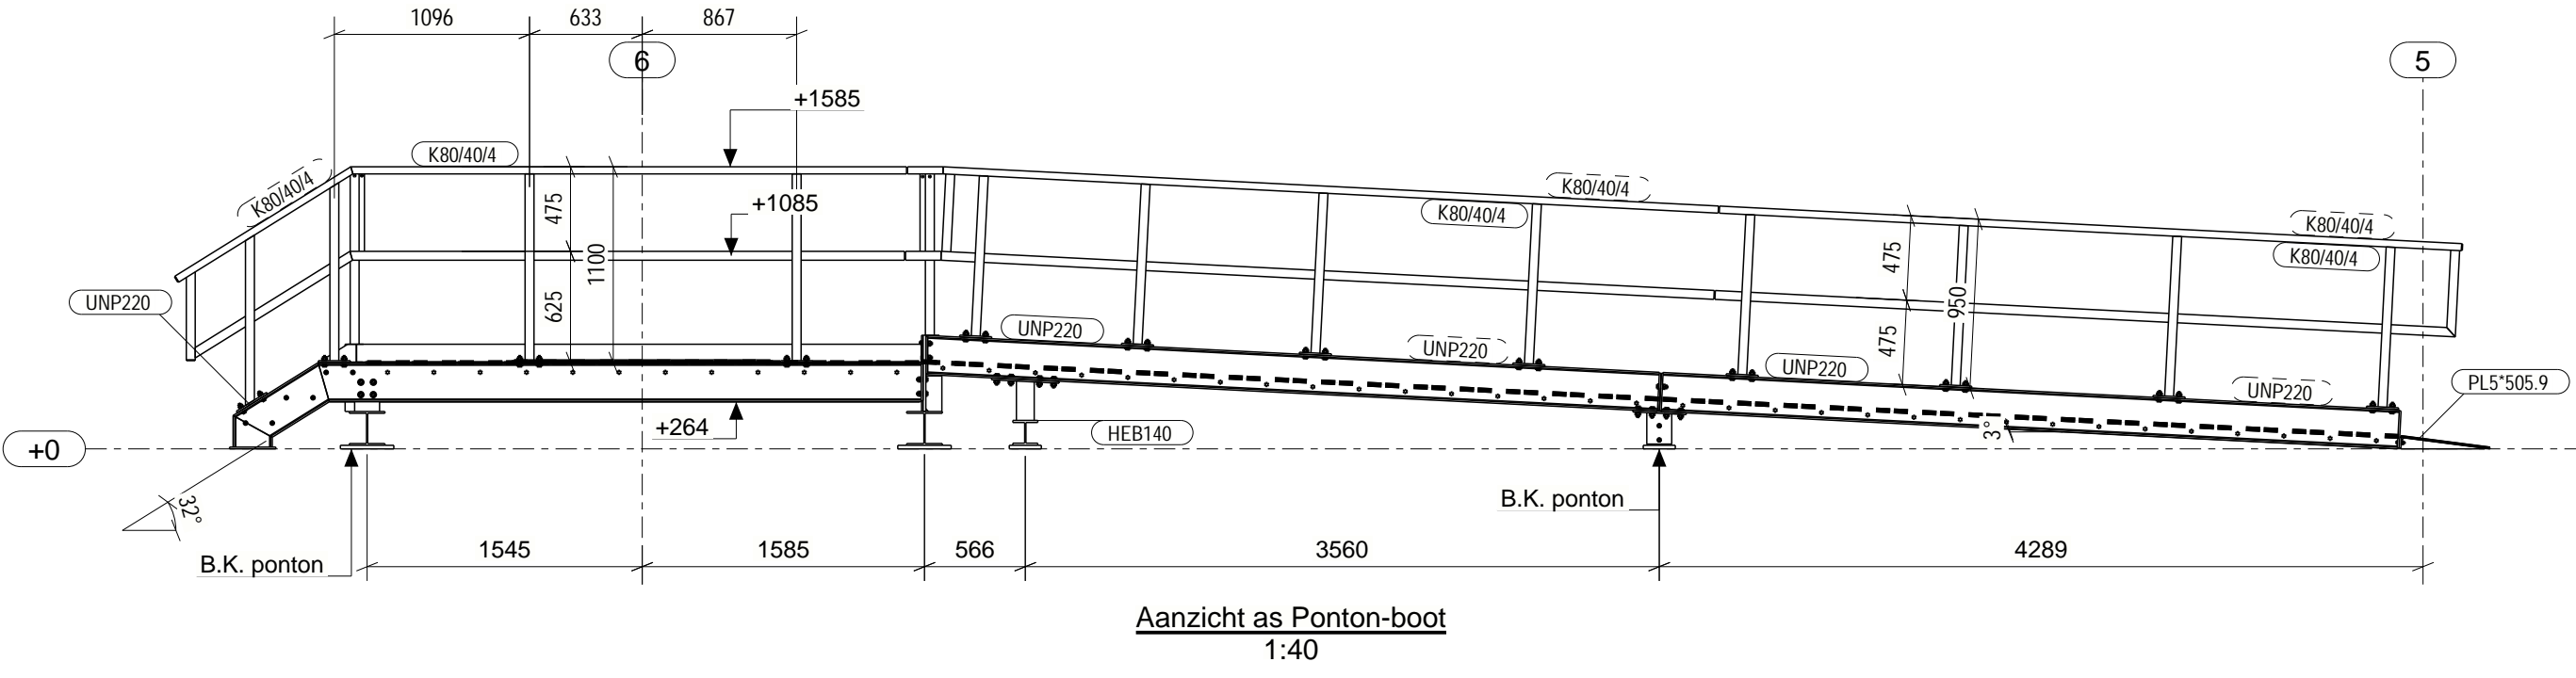 1096
633
867
6
5
+1585
K80/40/4
K80/40/4
K80/40/4
K80/40/4
+1085
475
1100
625
K80/40/4
K80/40/4
475
950
475
UNP220
UNP220
UNP220
UNP220
UNP220
PL5*505.9
+264
HEB140
3°
+0
32°
B.K. ponton
B.K. ponton
1545
1585
566
3560
4289
Aanzicht as Ponton-boot
1:40